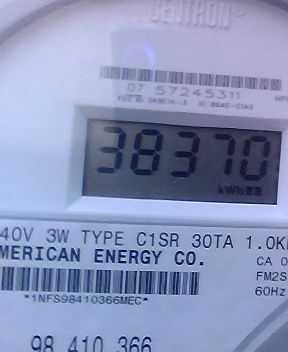 CENTRON®
07 57245311
38370
kWh
40V 3W TYPE C1SR 30TA 1.0K
MERICAN ENERGY CO.
CA 0
FM2S
*1NFS98410366MEC*
60Hz
98 410 366